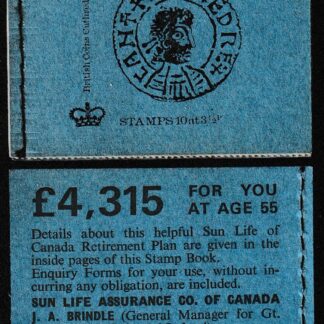 British Coins Cuthred
STAMPS 10 at 3½ᴾ
£4,315 FOR YOU
AT AGE 55
Details about this helpful Sun Life of
Canada Retirement Plan are given in the
inside pages of this Stamp Book.
Enquiry Forms for your use, without in-
curring any obligation, are included.
SUN LIFE ASSURANCE CO. OF CANADA
J. A. BRINDLE (General Manager for Gt.